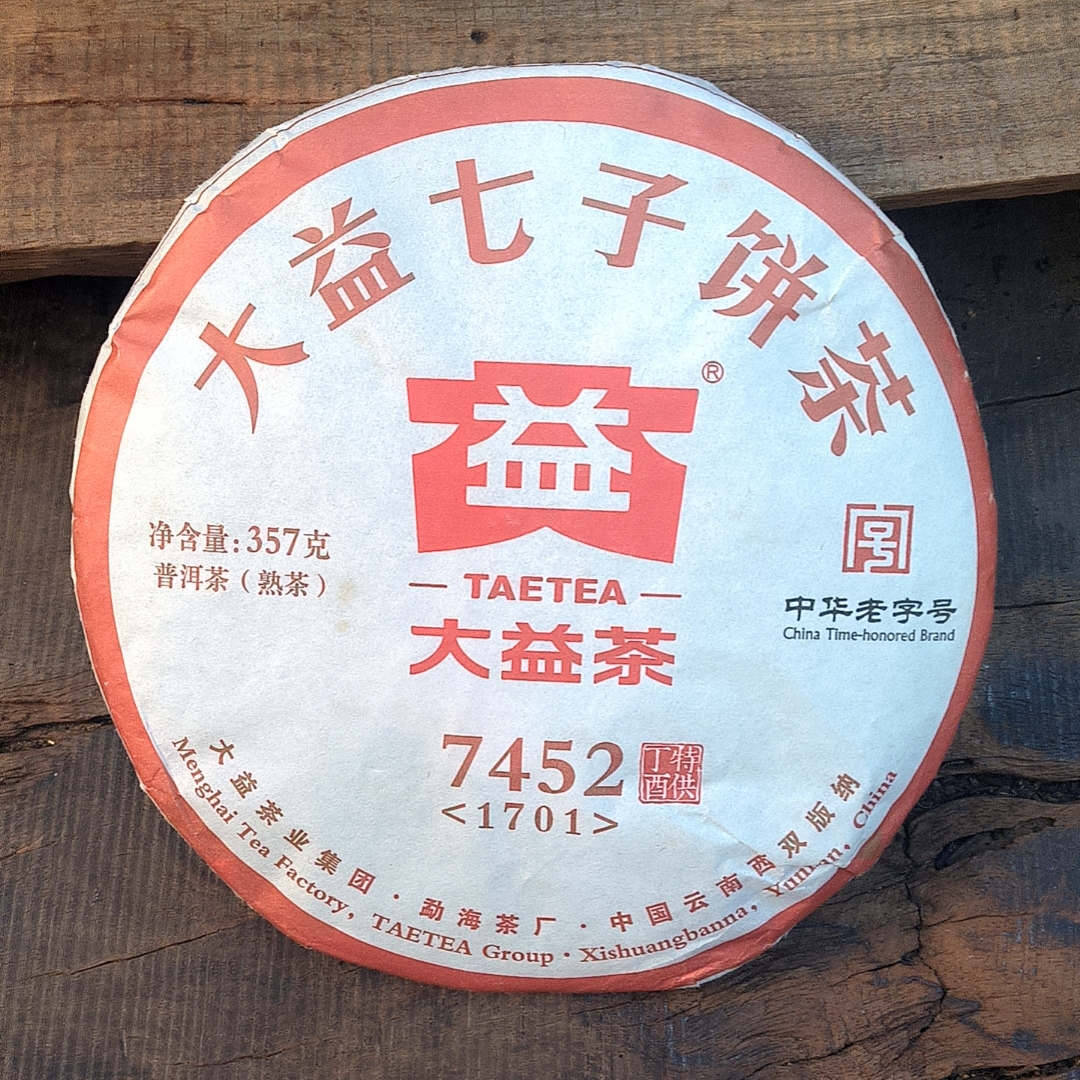 大益七子饼茶
益®
净含量:357克
普洱茶（熟茶）
— TAETEA —
大益茶
号
中华老字号
China Time-honored Brand
7452
特供
丁酉
<1701>
大益茶业集团·勐海茶厂·中国云南西双版纳
Menghai Tea Factory, TAETEA Group · Xishuangbanna, Yunnan, China